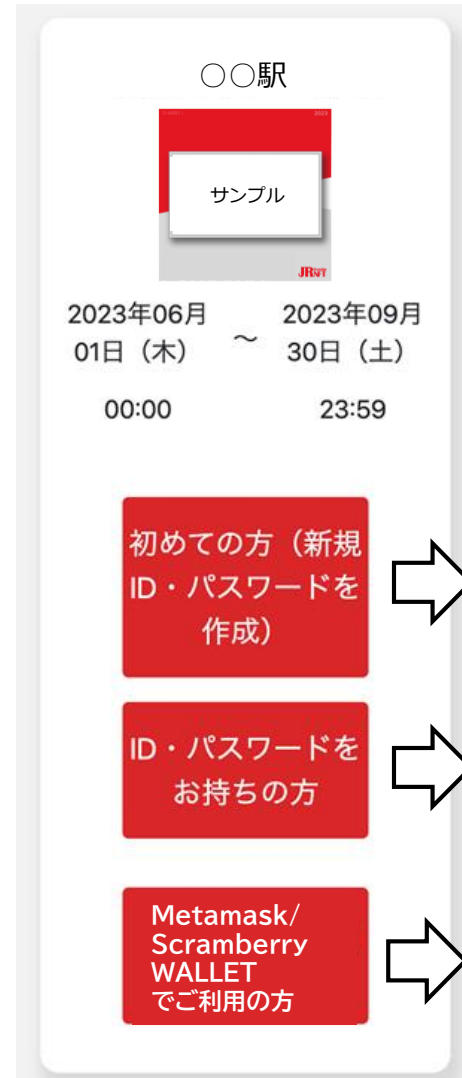 ○○駅
2023
サンプル
JR
2023年06月 2023年09月
01日（木） ～ 30日（土）
00:00 23:59
初めての方（新規
ID・パスワードを
作成）
ID・パスワードを
お持ちの方
Metamask/
Scramberry
WALLET
でご利用の方